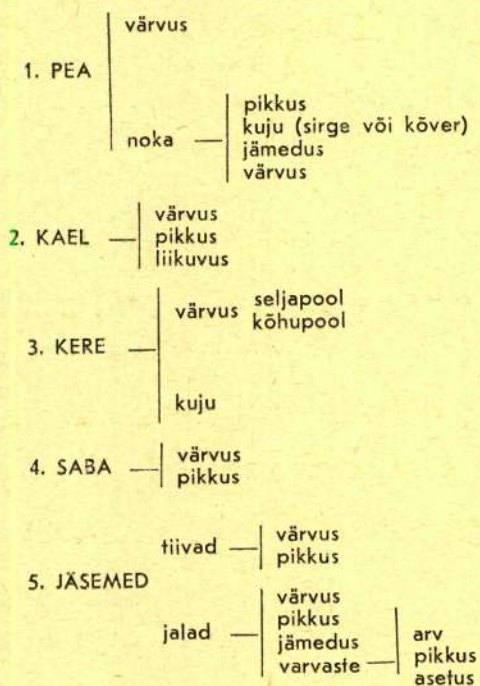 värvus
1. PEA
noka
pikkus
kuju (sirge või kõver)
jämedus
värvus
2. KAEL
värvus
pikkus
liikuvus
3. KERE
värvus
seljapool
kõhupool
kuju
4. SABA
värvus
pikkus
5. JÄSEMED
tiivad
värvus
pikkus
jalad
värvus
pikkus
jämedus
varvaste
arv
pikkus
asetus